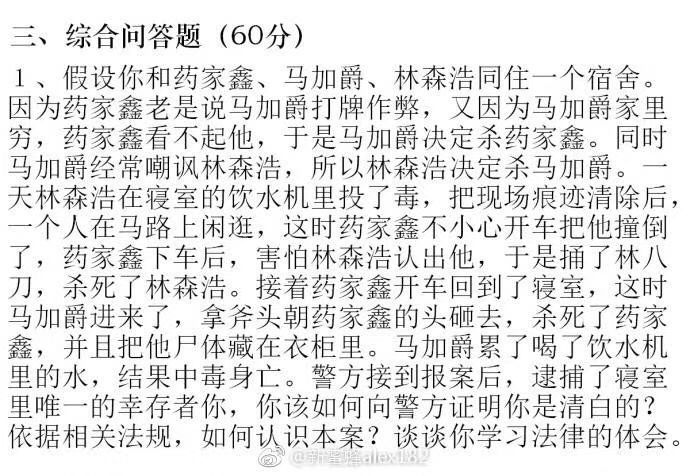 三、综合问答题（60分）
1、假设你和药家鑫、马加爵、林森浩同住一个宿舍。
因为药家鑫老是说马加爵打牌作弊，又因为马加爵家里
穷，药家鑫看不起他，于是马加爵决定杀药家鑫。同时
马加爵经常嘲讽林森浩，所以林森浩决定杀马加爵。一
天林森浩在寝室的饮水机里投了毒，把现场痕迹清除后，
一个人在马路上闲逛，这时药家鑫不小心开车把他撞倒
了，药家鑫下车后，害怕林森浩认出他，于是捅了林八
刀，杀死了林森浩。接着药家鑫开车回到了寝室，这时
马加爵进来了，拿斧头朝药家鑫的头砸去，杀死了药家
鑫，并且把他尸体藏在衣柜里。马加爵累了喝了饮水机
里的水，结果中毒身亡。警方接到报案后，逮捕了寝室
里唯一的幸存者你，你该如何向警方证明你是清白的？
依据相关法规，如何认识本案？谈谈你学习法律的体会。
@新蜜蜂alex182